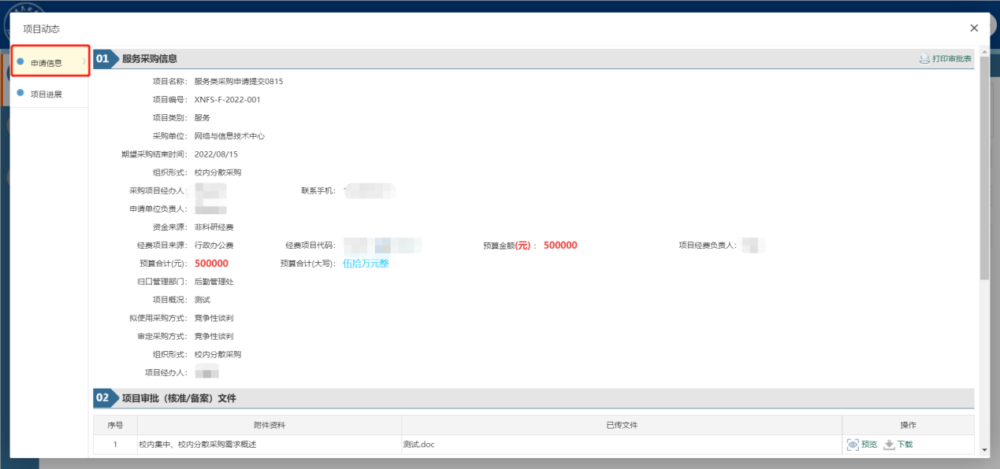 项目动态
申请信息
项目进展
01 服务采购信息 打印审批表
项目名称： 服务类采购申请提交0815
项目编号： XNFS-F-2022-001
项目类别： 服务
采购单位： 网络与信息技术中心
期望采购结束时间： 2022/08/15
组织形式： 校内分散采购
采购项目经办人： 联系手机：
申请单位负责人：
资金来源： 非科研经费
经费项目来源： 行政办公费 经费项目代码： 预算金额(元)： 500000 项目经费负责人：
预算合计(元)： 500000 预算合计(大写)： 伍拾万元整
归口管理部门： 后勤管理处
项目概况： 测试
拟使用采购方式： 竞争性谈判
审定采购方式： 竞争性谈判
组织形式： 校内分散采购
项目经办人：
02 项目审批（核准/备案）文件
序号 附件资料 已传文件 操作
1 校内集中、校内分散采购需求概述 测试.doc 预览 下载